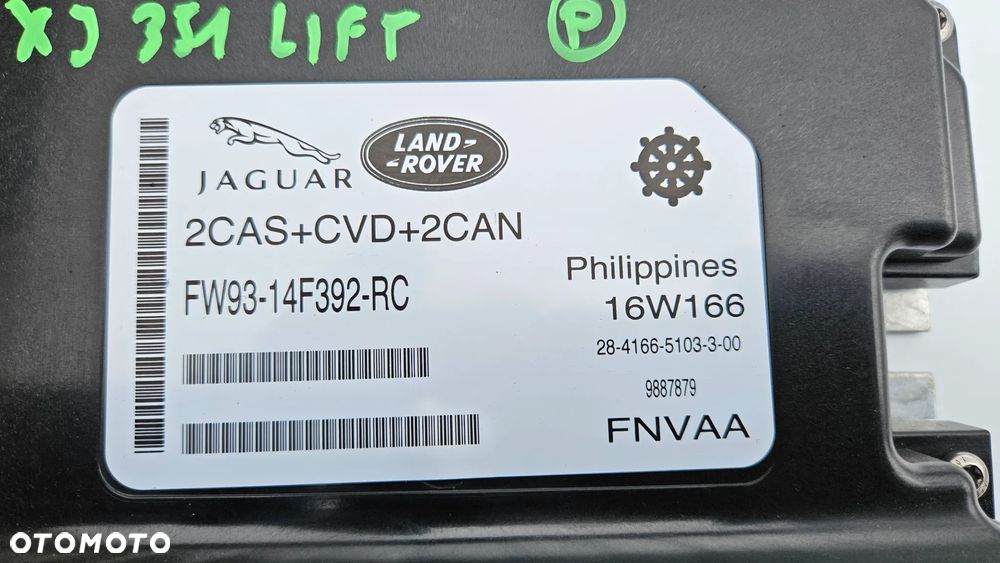 XJ 351 LIFT P
JAGUAR
LAND-
-ROVER
2CAS+CVD+2CAN
FW93-14F392-RC
Philippines
16W166
28-4166-5103-3-00
9887879
FNVAA
OTOMOTO